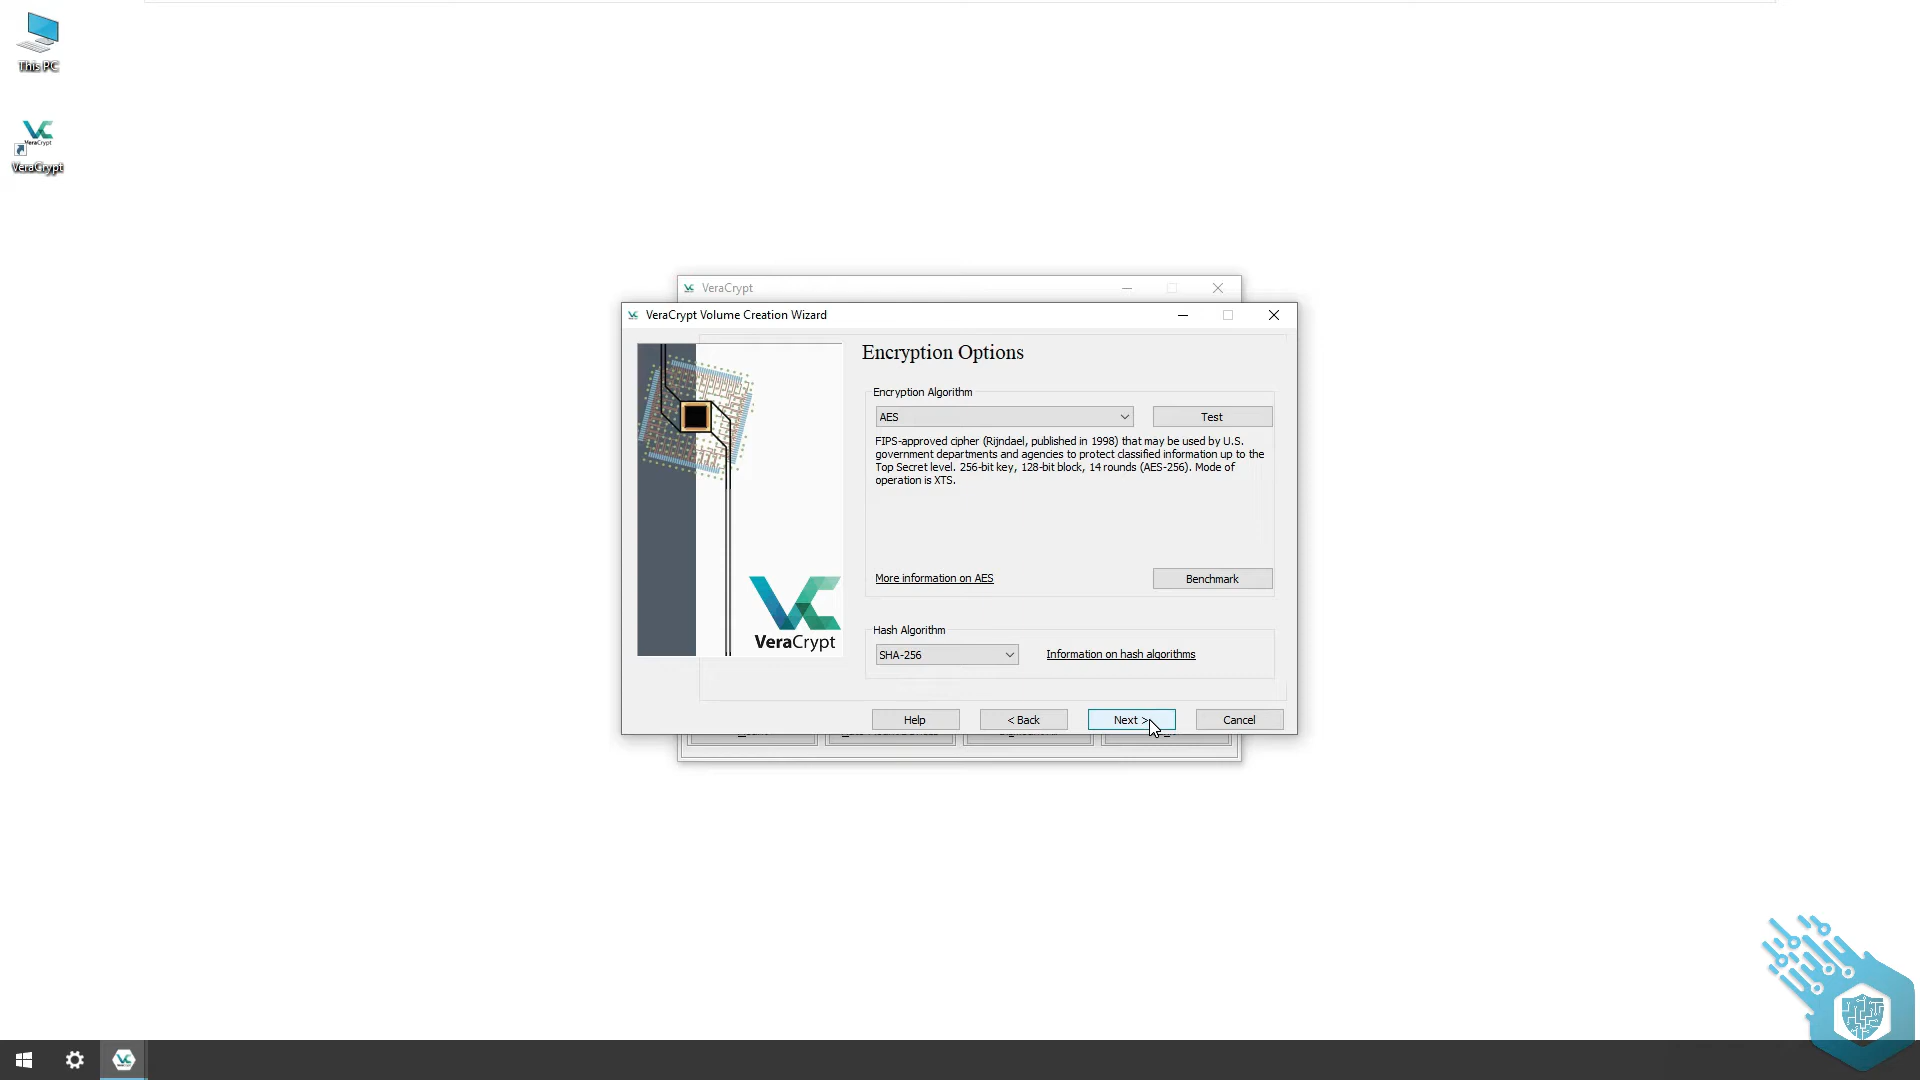 This PC
VeraCrypt
VeraCrypt
VeraCrypt
VeraCrypt Volume Creation Wizard
Encryption Options
Encryption Algorithm
AES
Test
FIPS-approved cipher (Rijndael, published in 1998) that may be used by U.S.
government departments and agencies to protect classified information up to the
Top Secret level. 256-bit key, 128-bit block, 14 rounds (AES-256). Mode of
operation is XTS.
More information on AES
Benchmark
VeraCrypt
Hash Algorithm
SHA-256
Information on hash algorithms
Help
< Back
Next >
Cancel